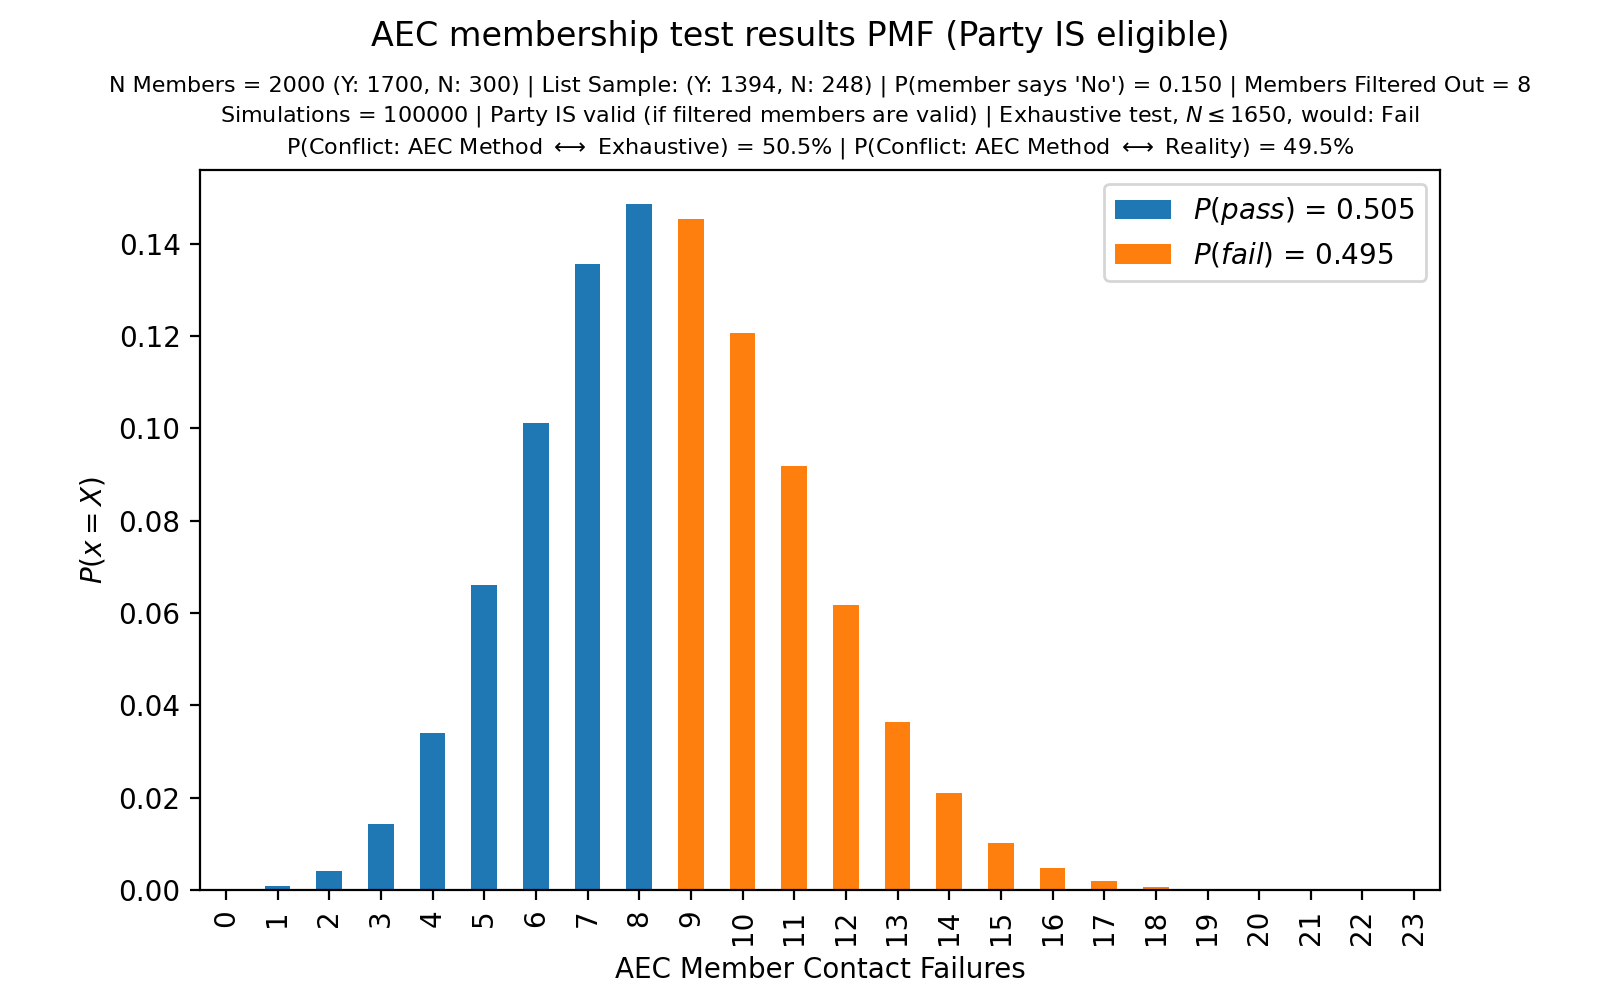 AEC membership test results PMF (Party IS eligible)
N Members = 2000 (Y: 1700, N: 300) | List Sample: (Y: 1394, N: 248) | P(member says 'No') = 0.150 | Members Filtered Out = 8
Simulations = 100000 | Party IS valid (if filtered members are valid) | Exhaustive test, N ≤ 1650, would: Fail
P(Conflict: AEC Method ⟷ Exhaustive) = 50.5% | P(Conflict: AEC Method ⟷ Reality) = 49.5%
P(pass) = 0.505
P(fail) = 0.495
0.14
0.12
0.10
0.08
0.06
0.04
0.02
0.00
P(x = X)
0 1 2 3 4 5 6 7 8 9 10 11 12 13 14 15 16 17 18 19 20 21 22 23
AEC Member Contact Failures